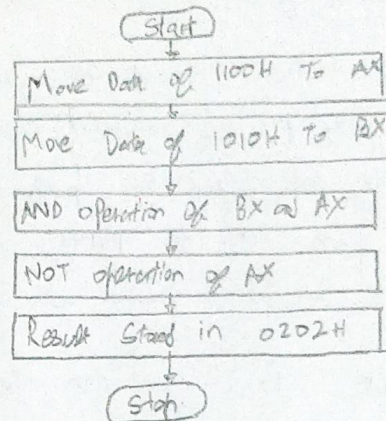 Start
Move Data of 1100H To AX
Move Data of 1010H To BX
AND operation of BX on AX
NOT operation of AX
Result Stored in 0202H
Stop